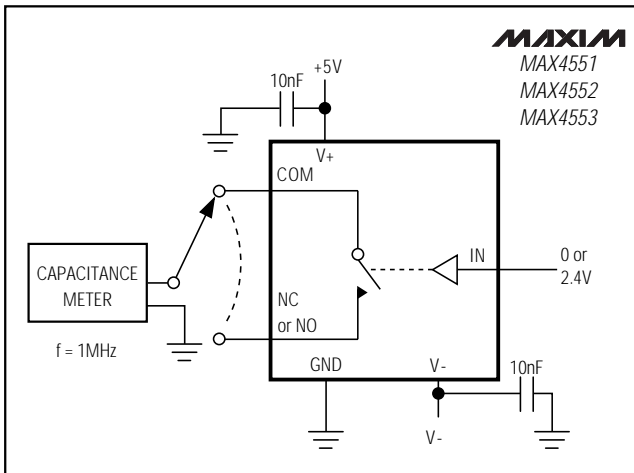 MAXIM
MAX4551
MAX4552
MAX4553
+5V
10nF
V+
COM
CAPACITANCE
METER
f = 1MHz
NC
or NO
IN
0 or
2.4V
GND
V-
10nF
V-